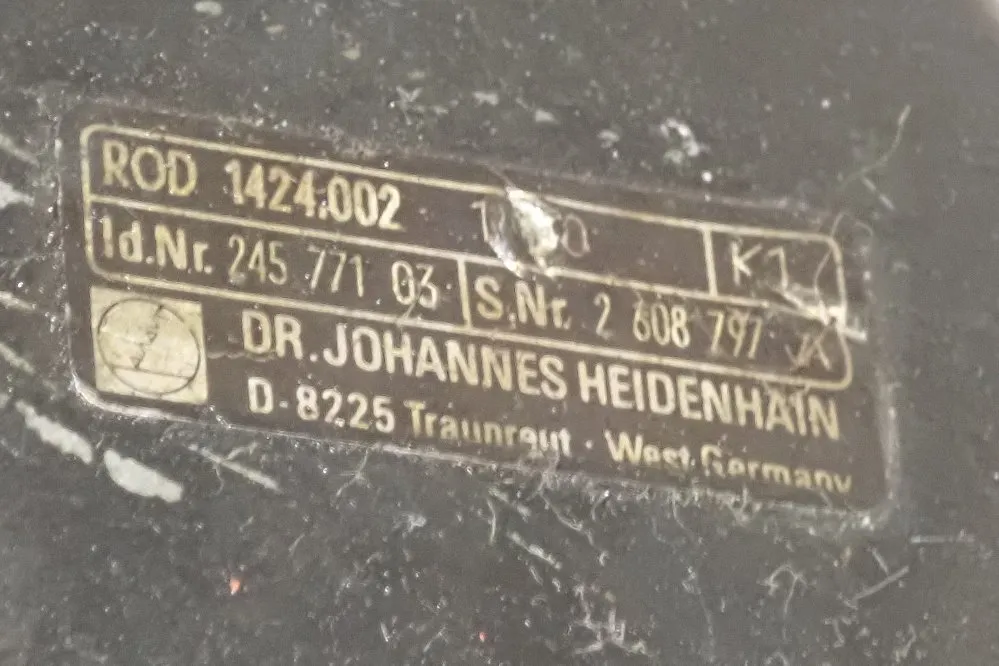 ROD 1424.002 K1
Id.Nr. 245 771 03 S.Nr. 2 608 797
DR. JOHANNES HEIDENHAIN
D-8225 Traunreut · West Germany